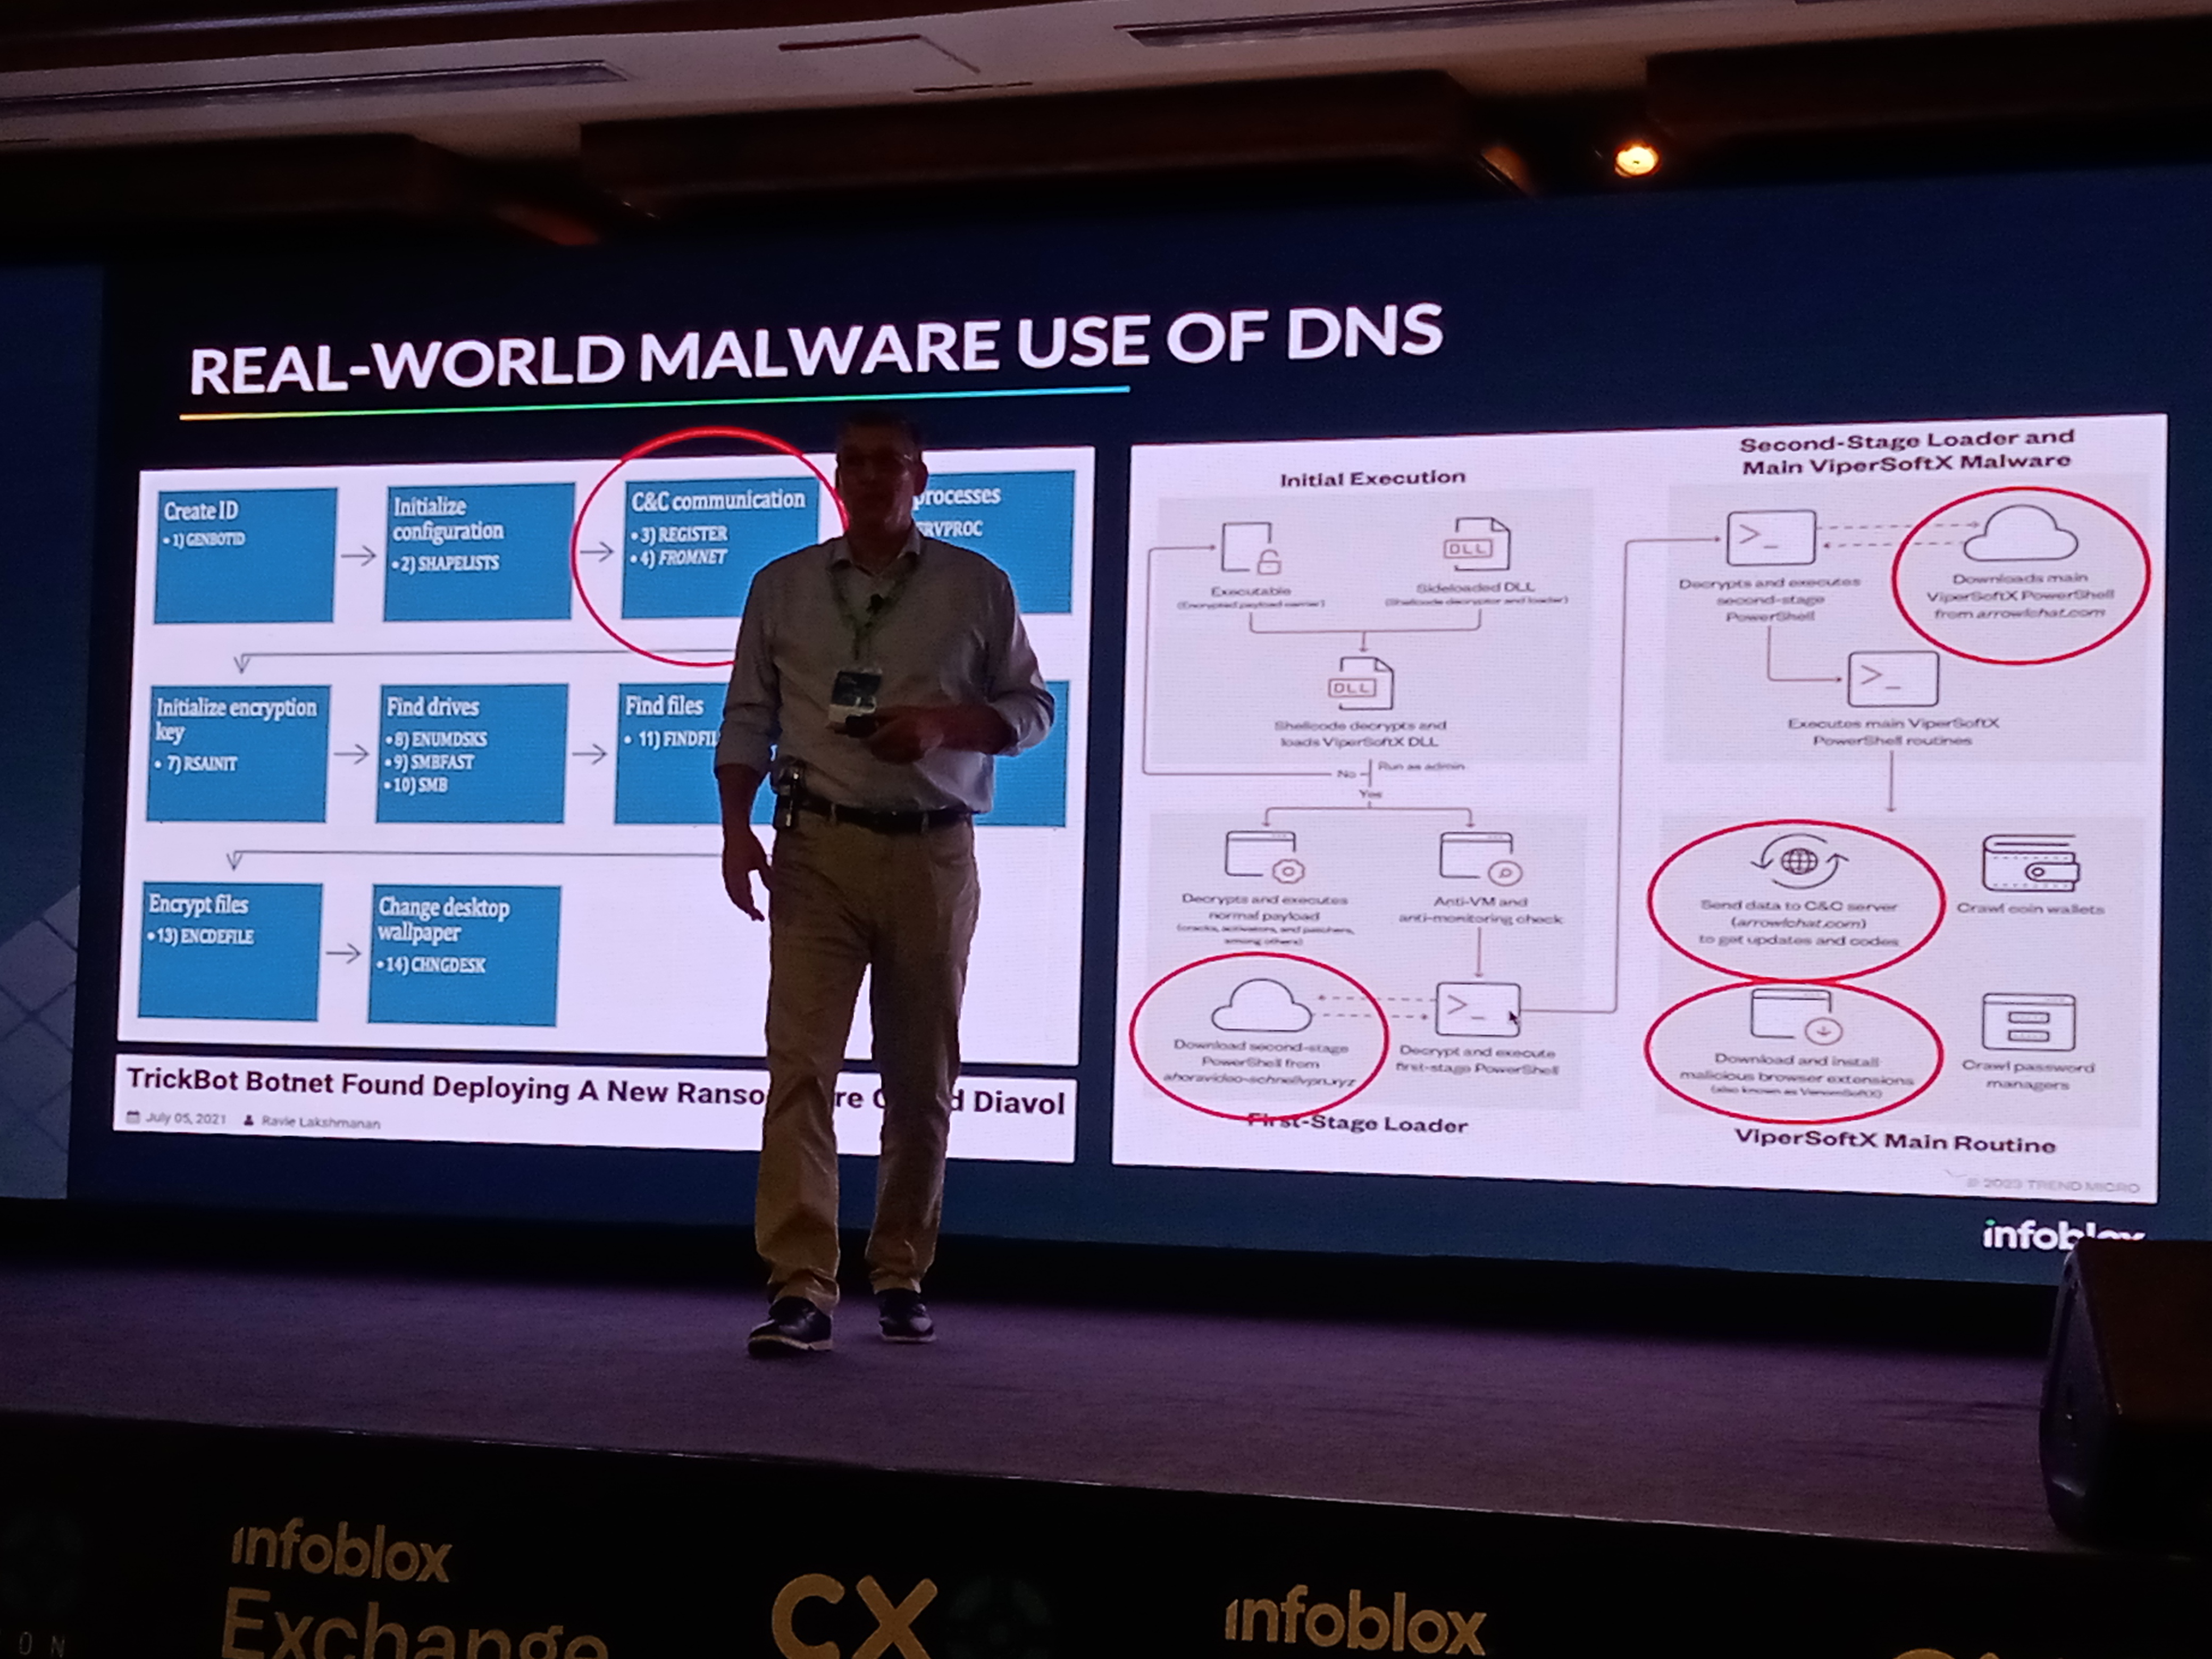 REAL-WORLD MALWARE USE OF DNS
Create ID
• 1) GENBOTID
Initialize
configuration
• 2) SHAPELISTS
C&C communication
• 3) REGISTER
• 4) FROMNET
processes
RVPROC
Initialize encryption
key
• 7) RSAINIT
Find drives
• 8) ENUMDSKS
• 9) SMBFAST
• 10) SMB
Find files
• 11) FINDFI
Encrypt files
• 13) ENCDEFILE
Change desktop
wallpaper
• 14) CHNGDESK
TrickBot Botnet Found Deploying A New Ranso re C d Diavol
July 05, 2021 Ravie Lakshmanan
Initial Execution
Executable
(Encrypted payload carrier)
DLL
Sideloaded DLL
(Shellcode decryptor and loader)
DLL
Shellcode decrypts and
loads ViperSoftX DLL
No
Run as admin
Yes
Decrypts and executes
normal payload
(cracks, activators, and patchers,
among others)
Anti-VM and
anti-monitoring check
Download second-stage
PowerShell from
ahoravideo-schnellvpn.xyz
Decrypt and execute
first-stage PowerShell
First-Stage Loader
Second-Stage Loader and
Main ViperSoftX Malware
Decrypts and executes
second-stage
PowerShell
Downloads main
ViperSoftX PowerShell
from arrowlchat.com
Executes main ViperSoftX
PowerShell routines
Send data to C&C server
(arrowlchat.com)
to get updates and codes
Crawl coin wallets
Download and install
malicious browser extensions
(also known as VenomSoftX)
Crawl password
managers
ViperSoftX Main Routine
© 2023 TREND MICRO
infoblox
infoblox
Exchange
CX
infoblox
ON